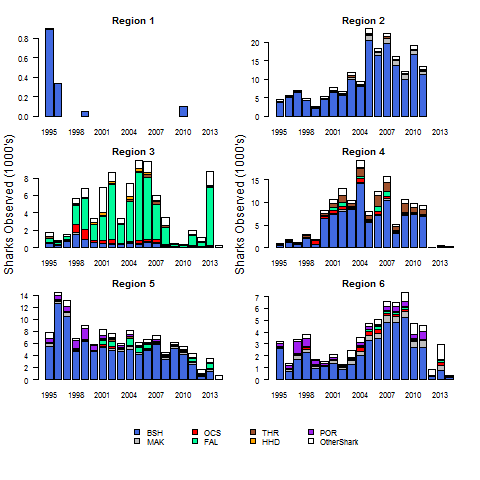 Region 1
0.8
0.6
0.4
0.2
0.0
1995 1998 2001 2004 2007 2010 2013
Region 2
20
15
10
5
0
1995 1998 2001 2004 2007 2010 2013
Sharks Observed (1000's)
Region 3
8
6
4
2
0
1995 1998 2001 2004 2007 2010 2013
Sharks Observed (1000's)
Region 4
15
10
5
0
1995 1998 2001 2004 2007 2010 2013
Region 5
14
12
10
8
6
4
2
0
1995 1998 2001 2004 2007 2010 2013
Region 6
7
6
5
4
3
2
1
0
1995 1998 2001 2004 2007 2010 2013
BSH OCS THR POR
MAK FAL HHD OtherShark